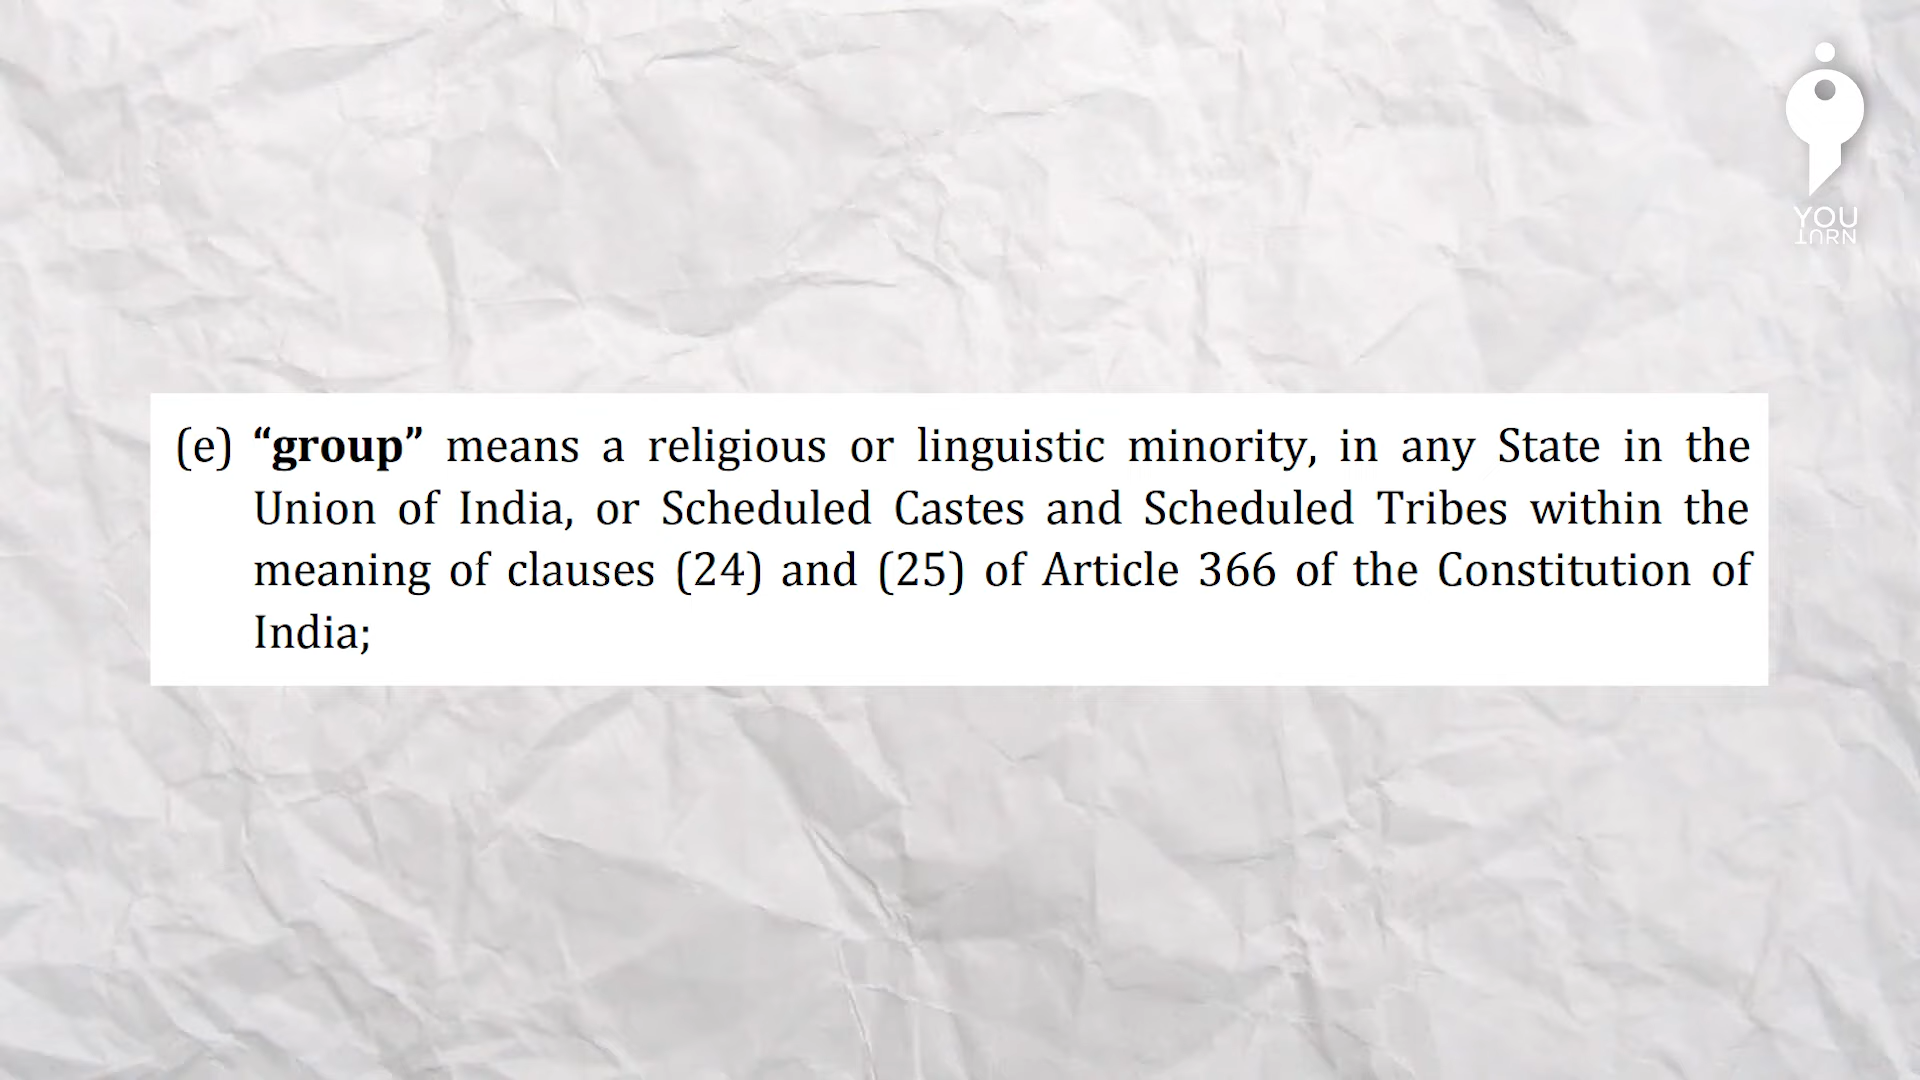 YOU
TURN
(e) “group” means a religious or linguistic minority, in any State in the
Union of India, or Scheduled Castes and Scheduled Tribes within the
meaning of clauses (24) and (25) of Article 366 of the Constitution of
India;